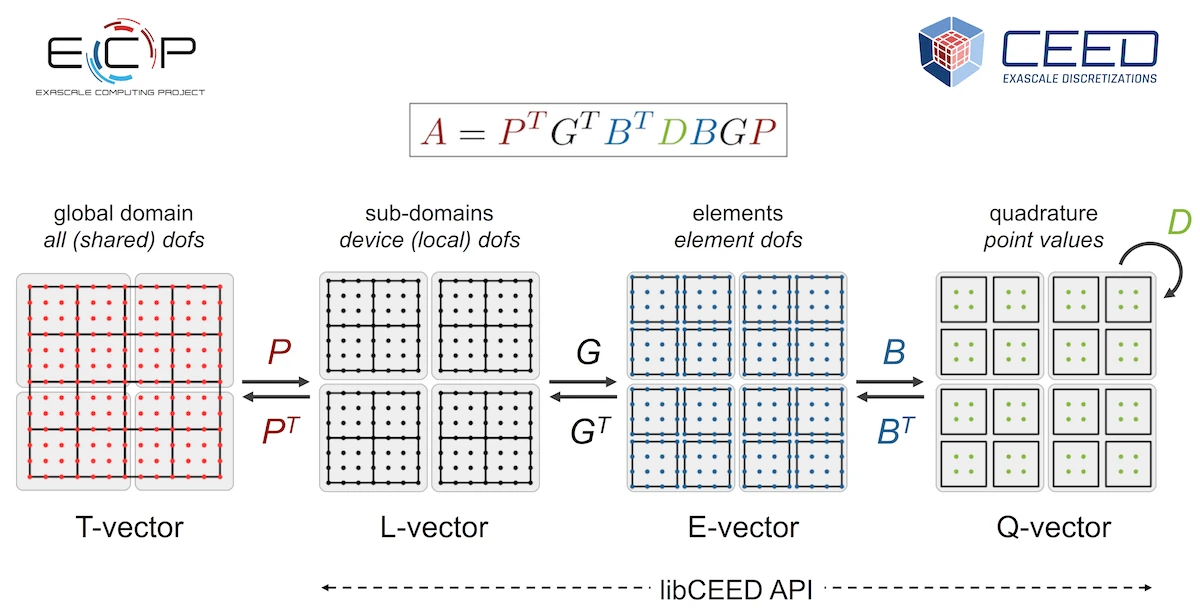 ECP
EXASCALE COMPUTING PROJECT
CEED
EXASCALE DISCRETIZATIONS
A = P^T G^T B^T D B G P
global domain
all (shared) dofs
sub-domains
device (local) dofs
elements
element dofs
quadrature
point values
D
P
P^T
G
G^T
B
B^T
T-vector
L-vector
E-vector
Q-vector
libCEED API